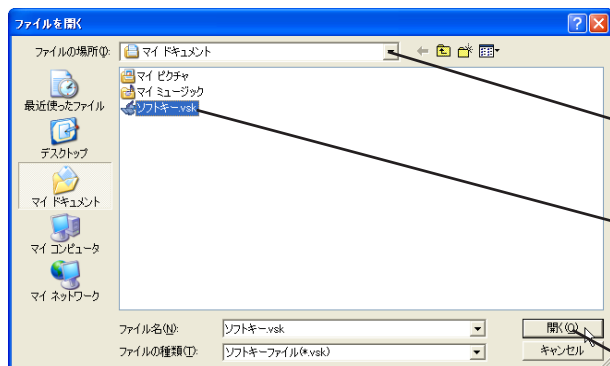 ファイルを開く
ファイルの場所(I):
マイ ドキュメント
マイ ピクチャ
マイ ミュージック
ソフトキー.vsk
最近使ったファイル
デスクトップ
マイ ドキュメント
マイ コンピュータ
マイ ネットワーク
ファイル名(N):
ソフトキー.vsk
開く(O)
ファイルの種類(T):
ソフトキーファイル(*.vsk)
キャンセル